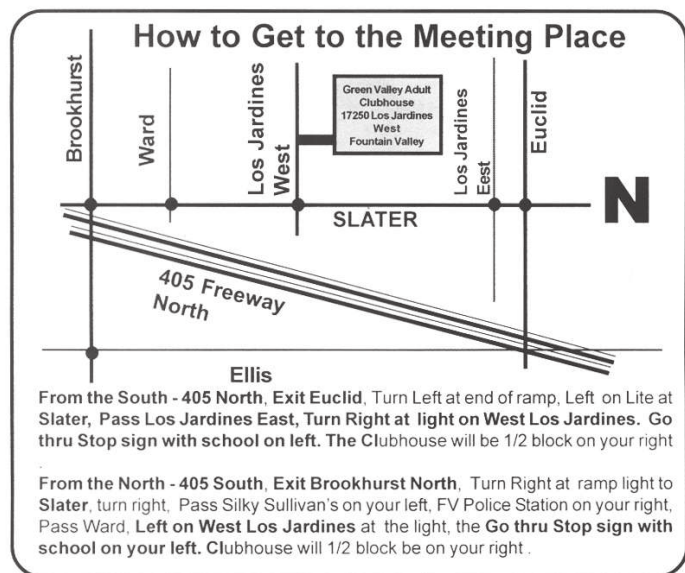 How to Get to the Meeting Place
Brookhurst
Ward
Los Jardines
West
Green Valley Adult
Clubhouse
17250 Los Jardines
West
Fountain Valley
Los Jardines
Eest
Euclid
N
SLATER
405 Freeway
North
Ellis
From the South - 405 North, Exit Euclid, Turn Left at end of ramp, Left on Lite at
Slater, Pass Los Jardines East, Turn Right at light on West Los Jardines. Go
thru Stop sign with school on left. The Clubhouse will be 1/2 block on your right
.
From the North - 405 South, Exit Brookhurst North, Turn Right at ramp light to
Slater, turn right, Pass Silky Sullivan's on your left, FV Police Station on your right,
Pass Ward, Left on West Los Jardines at the light, the Go thru Stop sign with
school on your left. Clubhouse will 1/2 block be on your right .